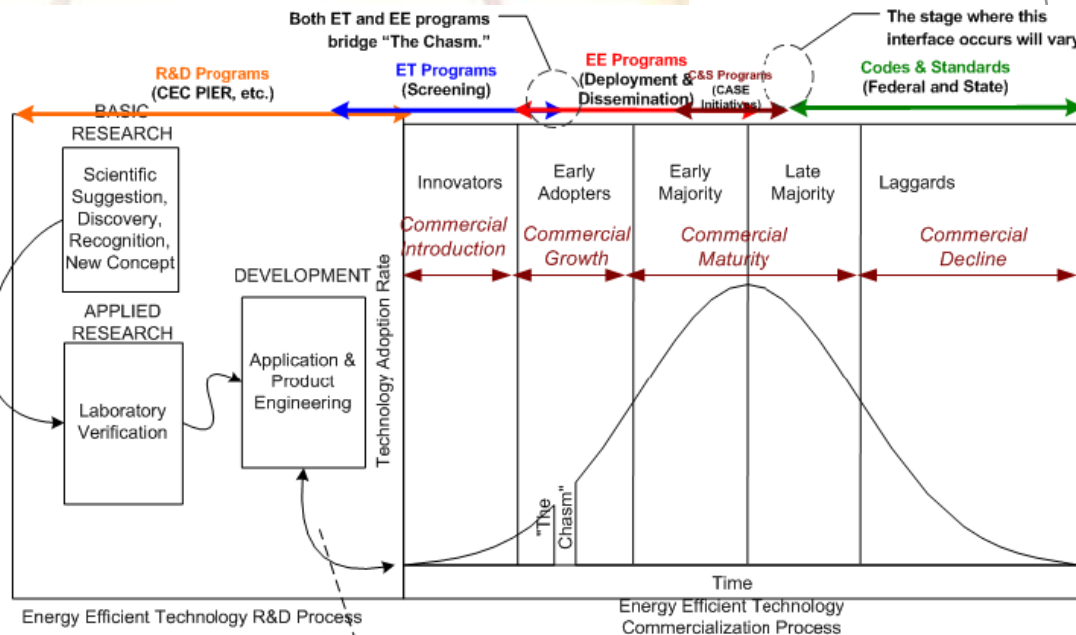 Both ET and EE programs
bridge “The Chasm.”
The stage where this
interface occurs will vary
R&D Programs
(CEC PIER, etc.)
ET Programs
(Screening)
EE Programs
(Deployment &
Dissemination)
C&S Programs
(CASE
Initiatives)
Codes & Standards
(Federal and State)
BASIC
RESEARCH
Scientific
Suggestion,
Discovery,
Recognition,
New Concept
APPLIED
RESEARCH
Laboratory
Verification
DEVELOPMENT
Application &
Product
Engineering
Technology Adoption Rate
Innovators
Early
Adopters
Early
Majority
Late
Majority
Laggards
Commercial
Introduction
Commercial
Growth
Commercial
Maturity
Commercial
Decline
"The
Chasm"
Time
Energy Efficient Technology R&D Process
Energy Efficient Technology
Commercialization Process